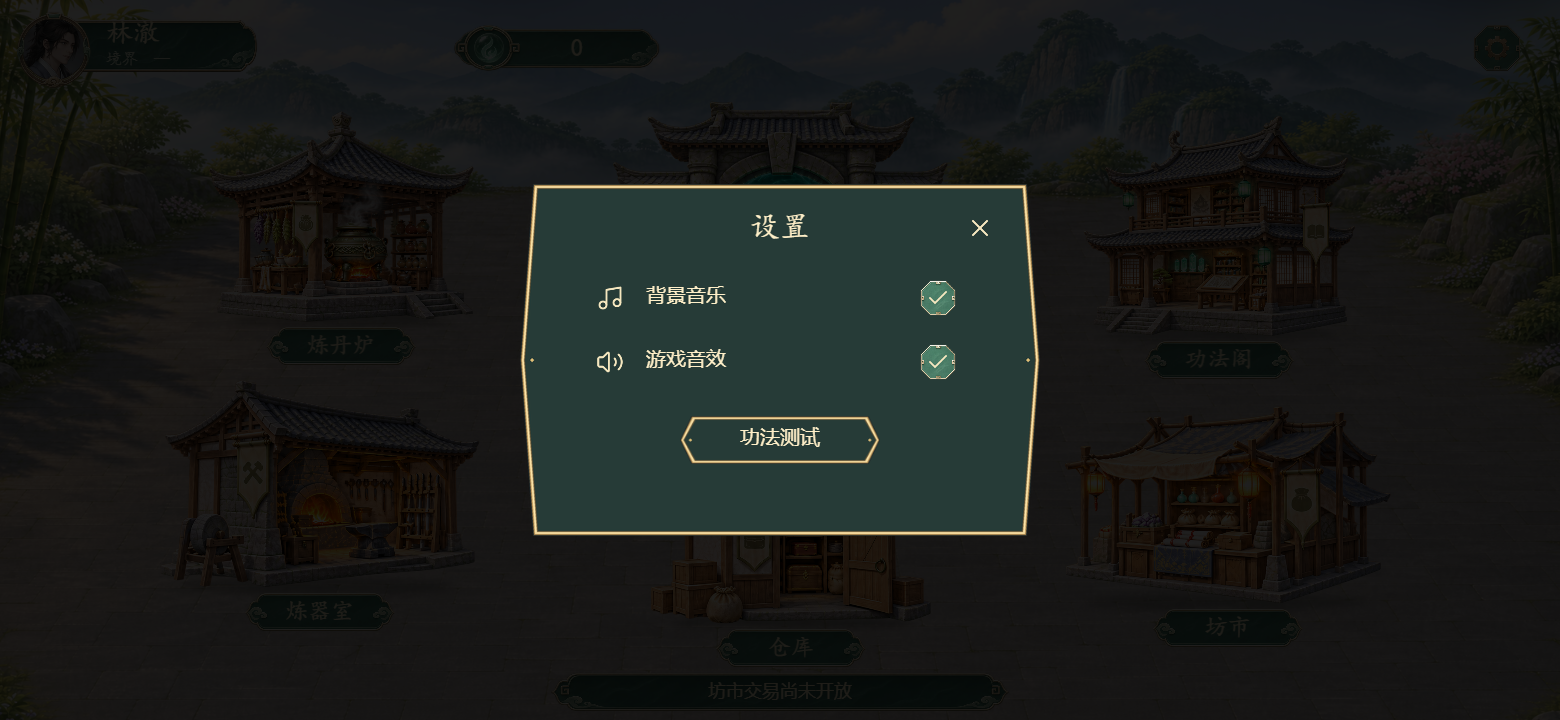 林澈
境界 一
0
设置
背景音乐
游戏音效
功法测试
炼丹炉
功法阁
炼器室
坊市
仓库
坊市交易尚未开放